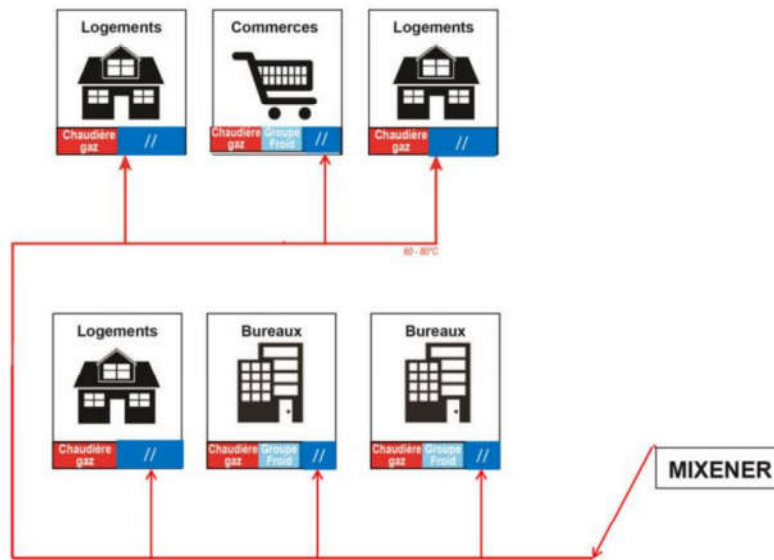 Logements
Commerces
Logements
Chaudière
gaz
//
Chaudière
gaz
Groupe
Froid
//
Chaudière
gaz
//
60 - 80°C
Logements
Bureaux
Bureaux
Chaudière
gaz
//
Chaudière
gaz
Groupe
Froid
//
Chaudière
gaz
Groupe
Froid
//
MIXENER